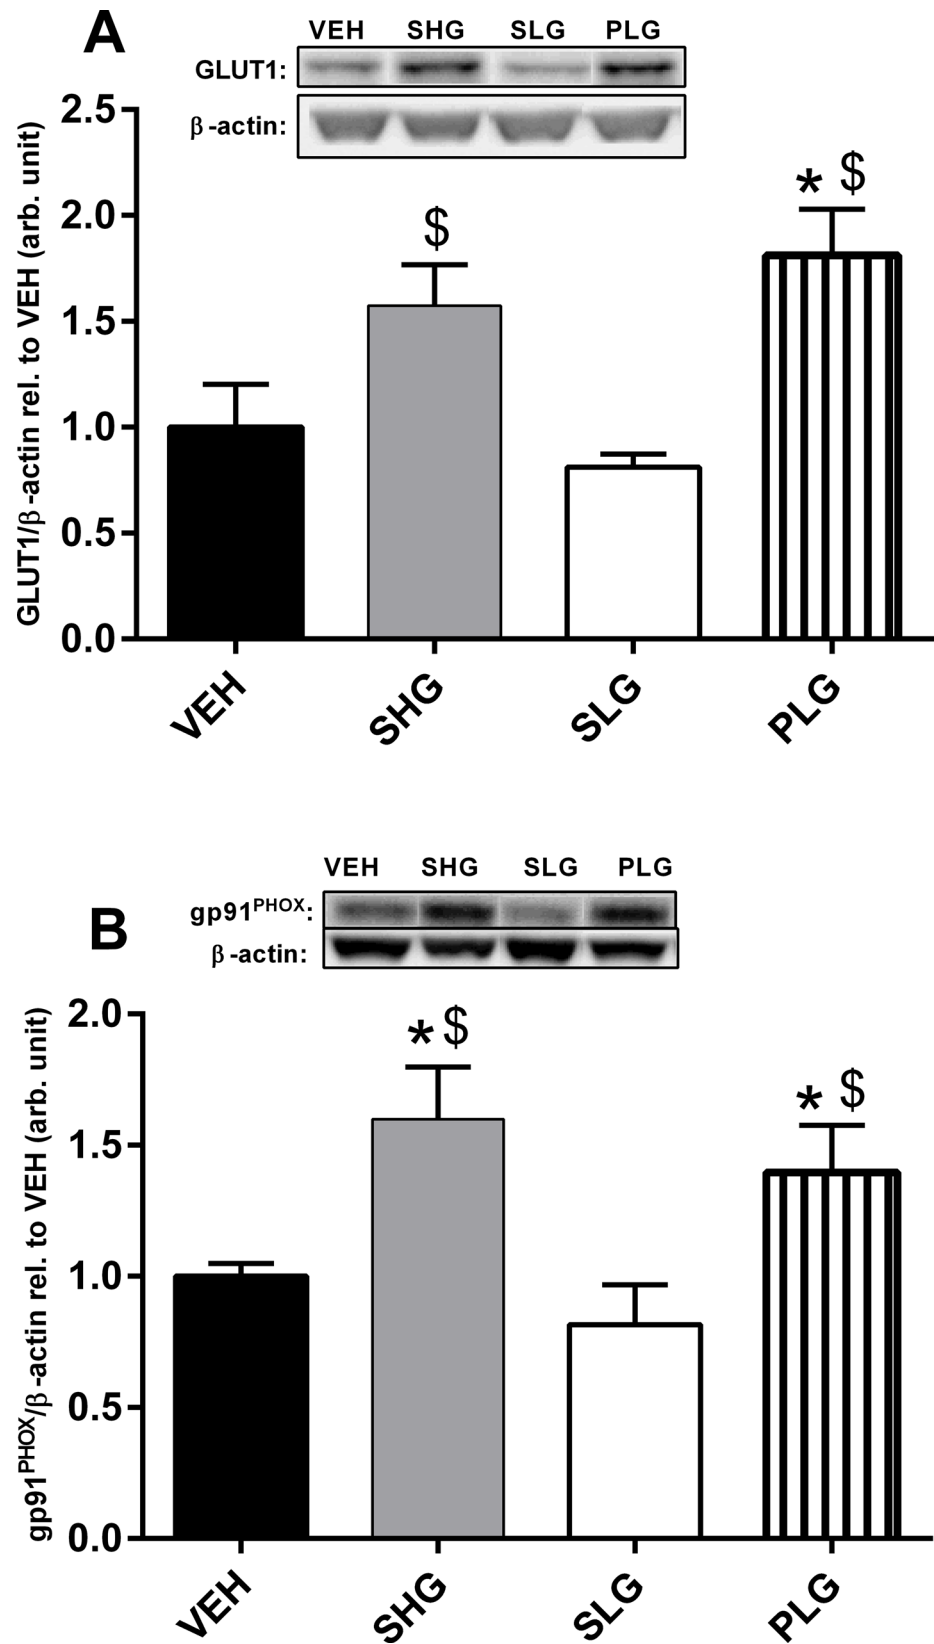 A
VEH SHG SLG PLG
GLUT1:
β-actin:
GLUT1/β-actin rel. to VEH (arb. unit)
2.5
2.0
1.5
1.0
0.5
0.0
$
* $
VEH SHG SLG PLG
B
VEH SHG SLG PLG
gp91PHOX:
β-actin:
gp91PHOX/β-actin rel. to VEH (arb. unit)
2.0
1.5
1.0
0.5
0.0
* $
* $
VEH SHG SLG PLG